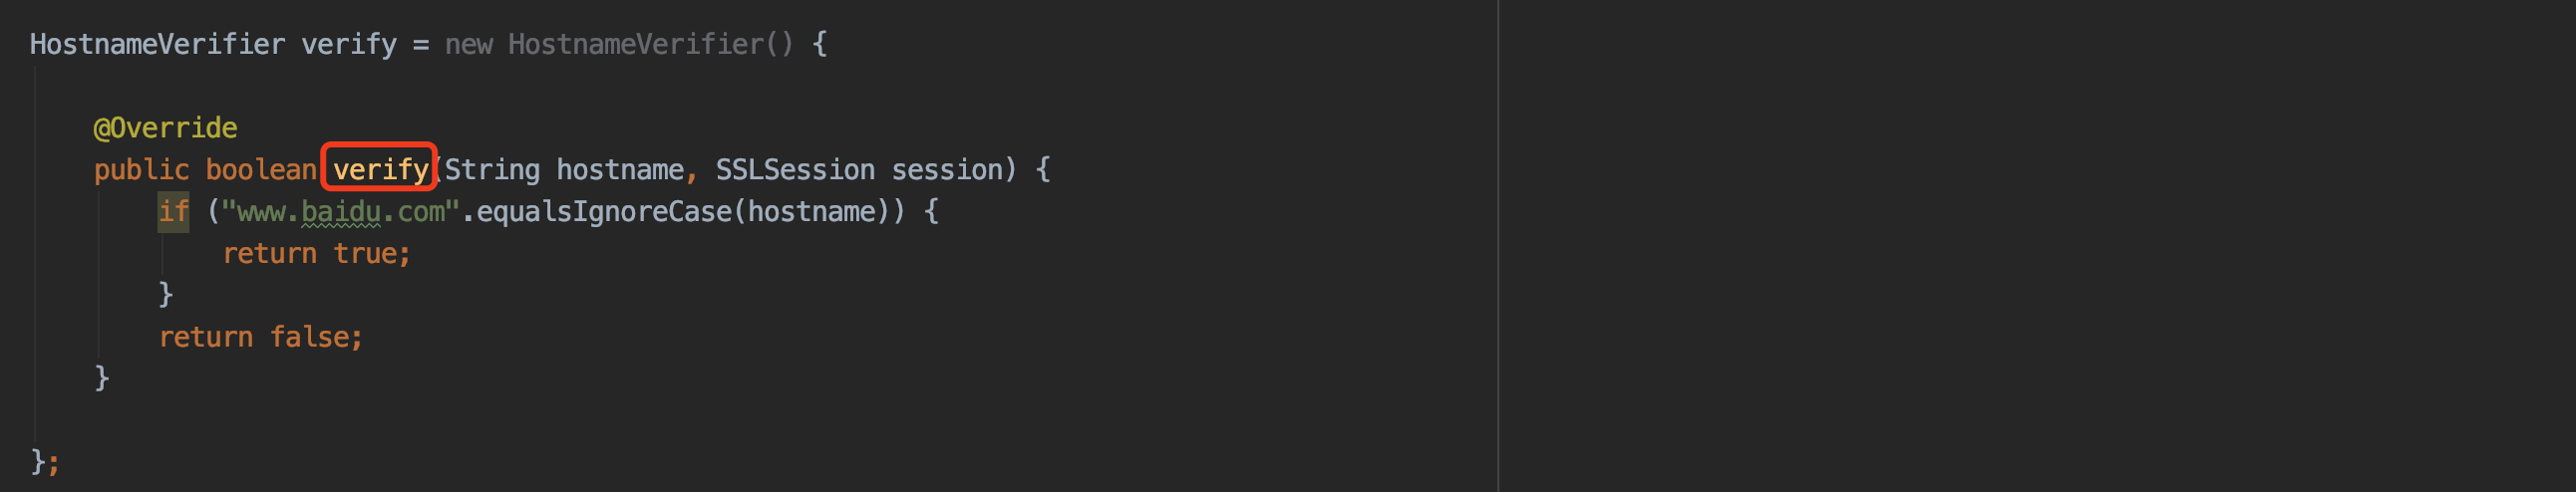 HostnameVerifier verify = new HostnameVerifier() {
@Override
public boolean verify(String hostname, SSLSession session) {
if ("www.baidu.com".equalsIgnoreCase(hostname)) {
return true;
}
return false;
}
};